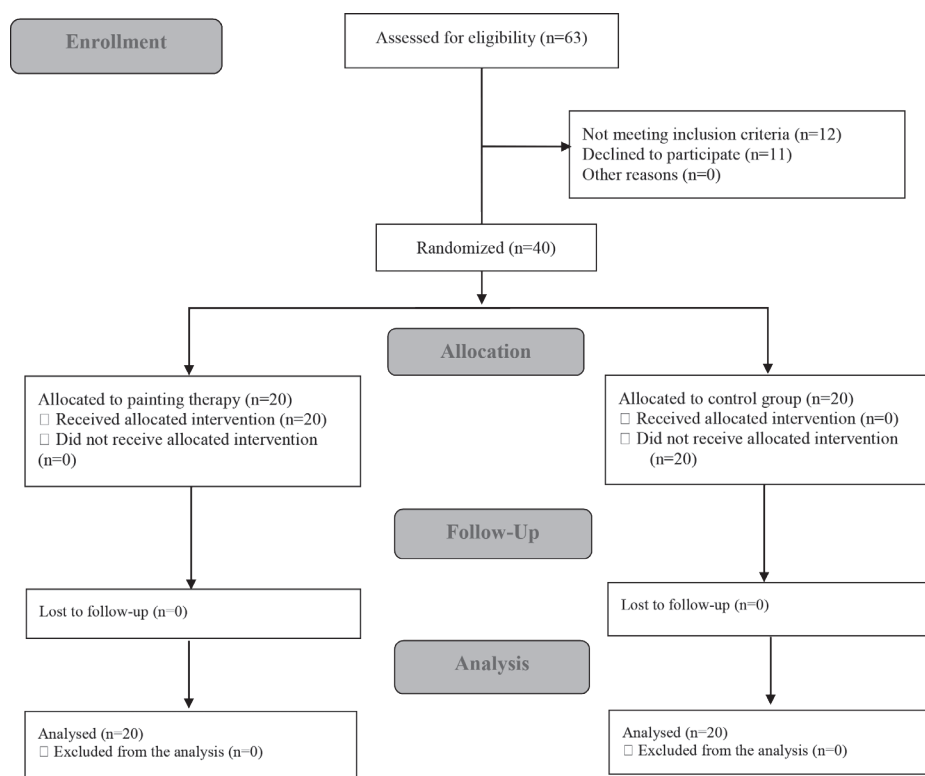 Enrollment
Assessed for eligibility (n=63)
Not meeting inclusion criteria (n=12)
Declined to participate (n=11)
Other reasons (n=0)
Randomized (n=40)
Allocation
Allocated to painting therapy (n=20)
□ Received allocated intervention (n=20)
□ Did not receive allocated intervention
(n=0)
Allocated to control group (n=20)
□ Received allocated intervention (n=0)
□ Did not receive allocated intervention
(n=20)
Follow-Up
Lost to follow-up (n=0)
Lost to follow-up (n=0)
Analysis
Analysed (n=20)
□ Excluded from the analysis (n=0)
Analysed (n=20)
□ Excluded from the analysis (n=0)